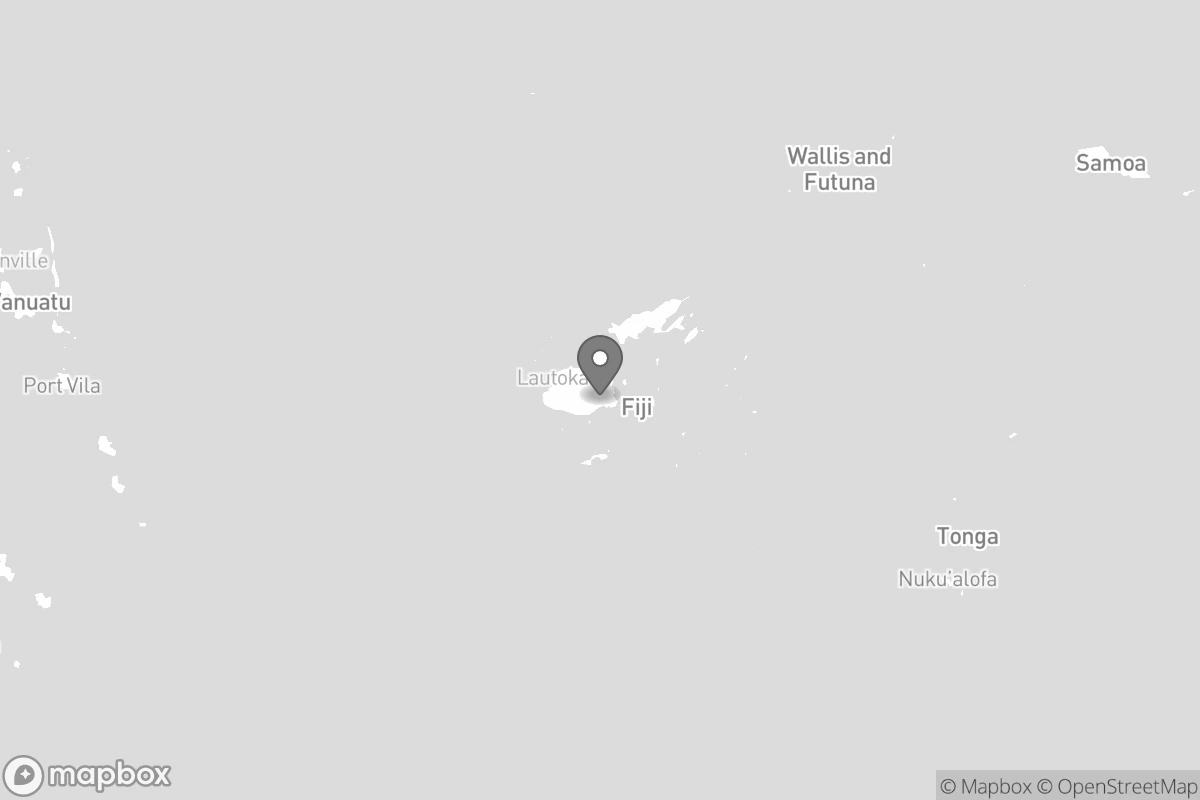 Wallis and
Futuna
Samoa
nville
Vanuatu
Port Vila
Lautoka
Fiji
Tonga
Nuku'alofa
mapbox
© Mapbox © OpenStreetMap